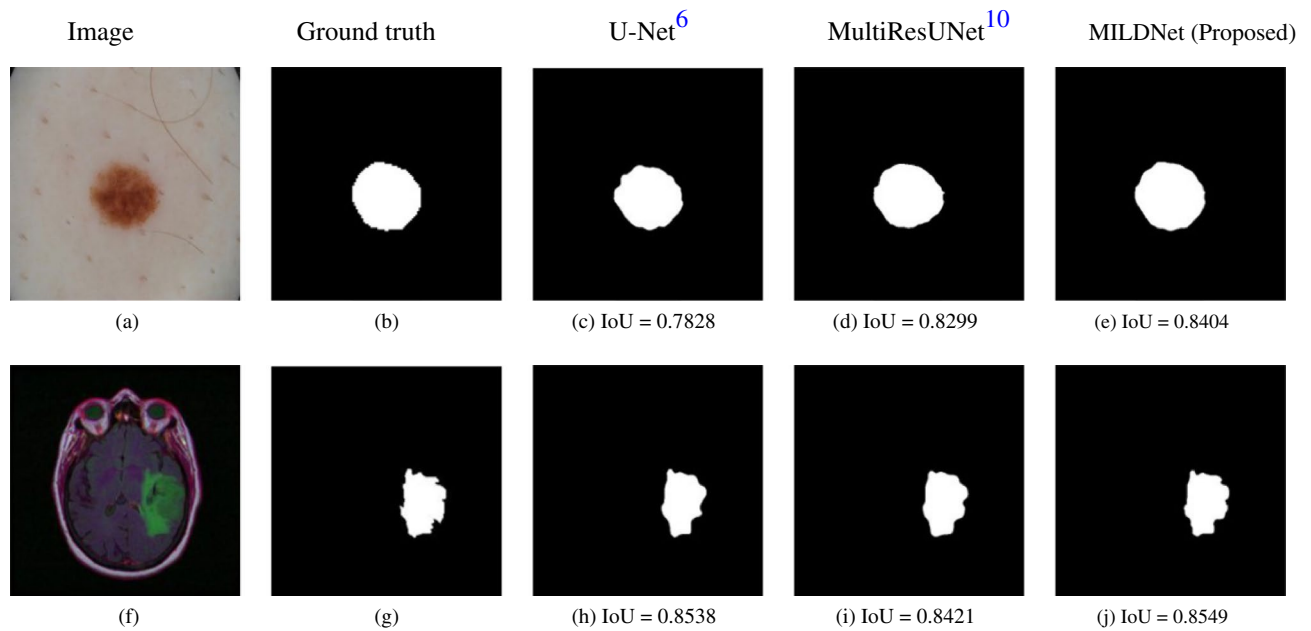 Image Ground truth U-Net6 MultiResUNet10 MILDNet (Proposed)
(a) (b) (c) IoU = 0.7828 (d) IoU = 0.8299 (e) IoU = 0.8404
(f) (g) (h) IoU = 0.8538 (i) IoU = 0.8421 (j) IoU = 0.8549